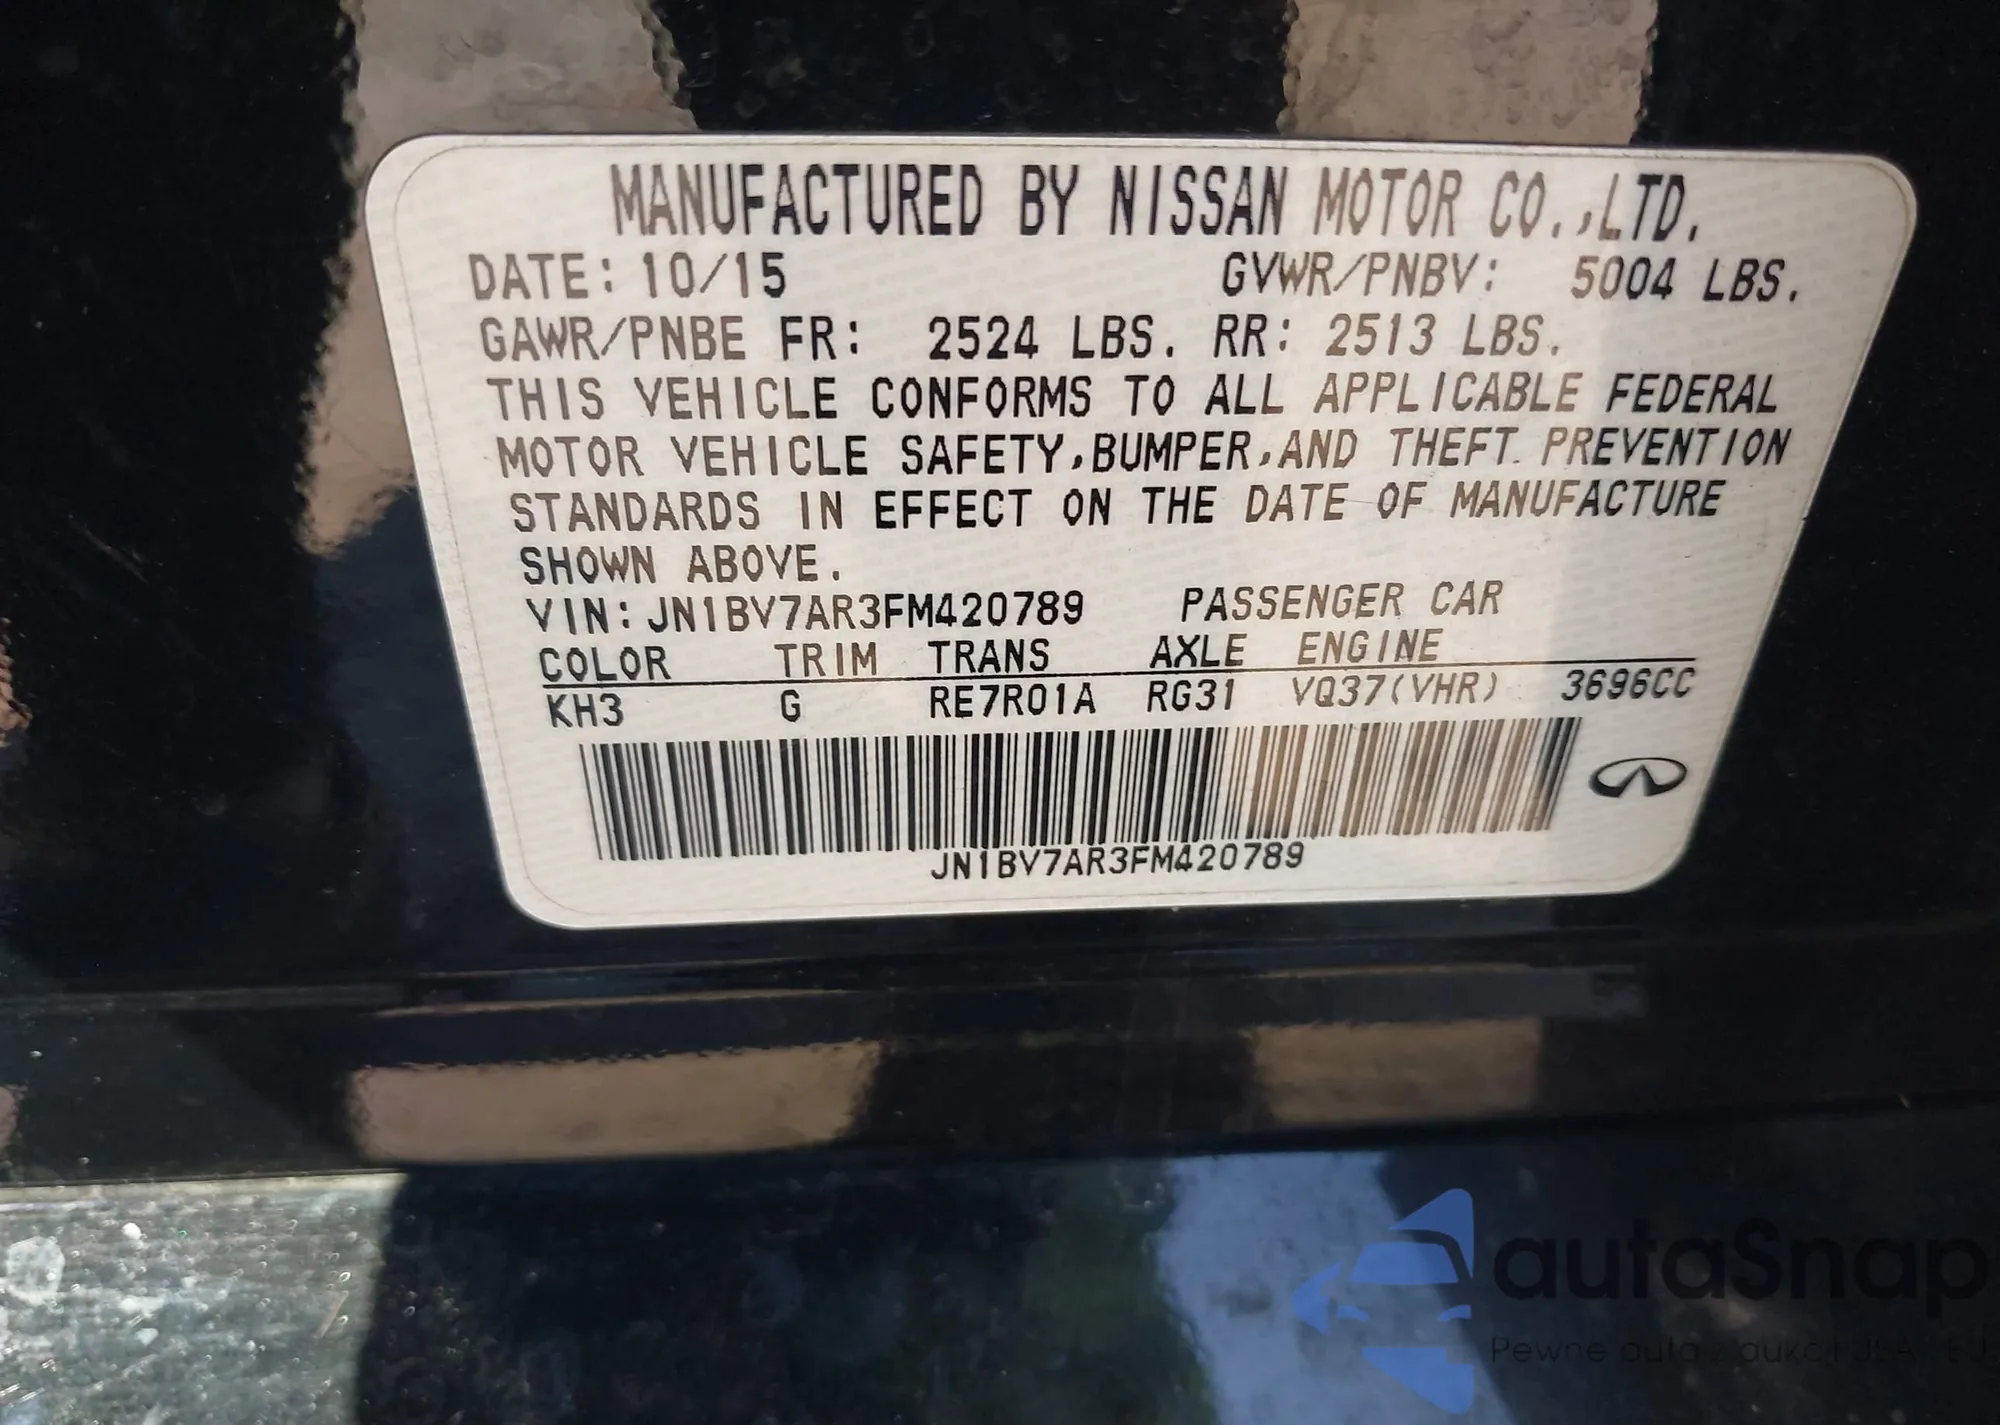 MANUFACTURED BY NISSAN MOTOR CO.,LTD.
DATE: 10/15 GVWR/PNBV: 5004 LBS.
GAWR/PNBE FR: 2524 LBS. RR: 2513 LBS.
THIS VEHICLE CONFORMS TO ALL APPLICABLE FEDERAL
MOTOR VEHICLE SAFETY,BUMPER,AND THEFT PREVENTION
STANDARDS IN EFFECT ON THE DATE OF MANUFACTURE
SHOWN ABOVE.
VIN:JN1BV7AR3FM420789 PASSENGER CAR
COLOR TRIM TRANS AXLE ENGINE
KH3 G RE7R01A RG31 VQ37(VHR) 3696CC
JN1BV7AR3FM420789
autaSnap
Pewne auta z aukcji